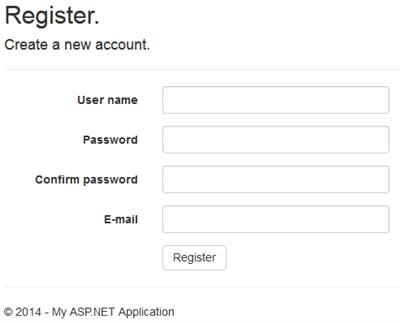 Register.
Create a new account.
User name
Password
Confirm password
E-mail
Register
© 2014 - My ASP.NET Application